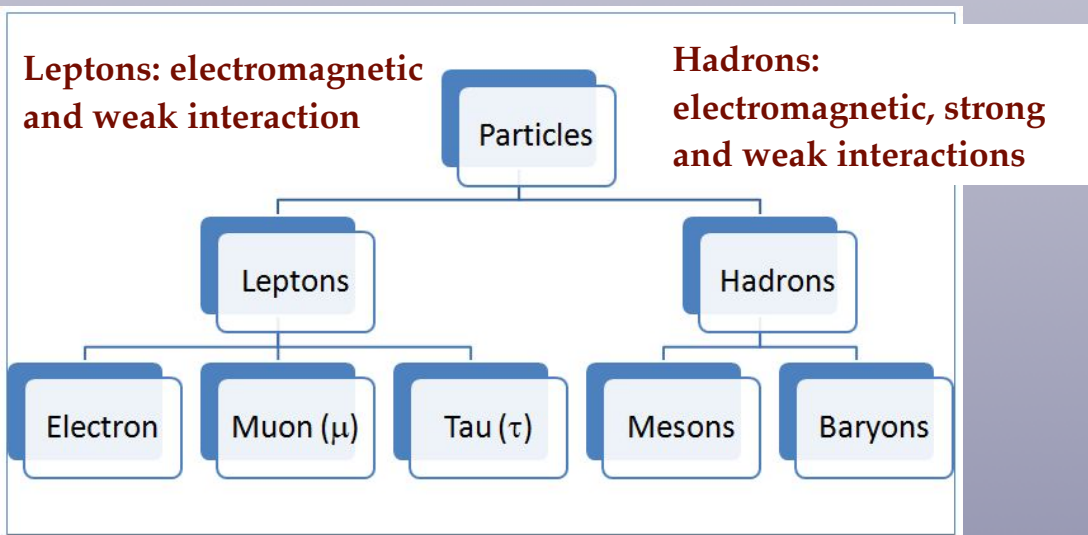 Leptons: electromagnetic
and weak interaction
Hadrons:
electromagnetic, strong
and weak interactions
Particles
Leptons
Hadrons
Electron
Muon (μ)
Tau (τ)
Mesons
Baryons